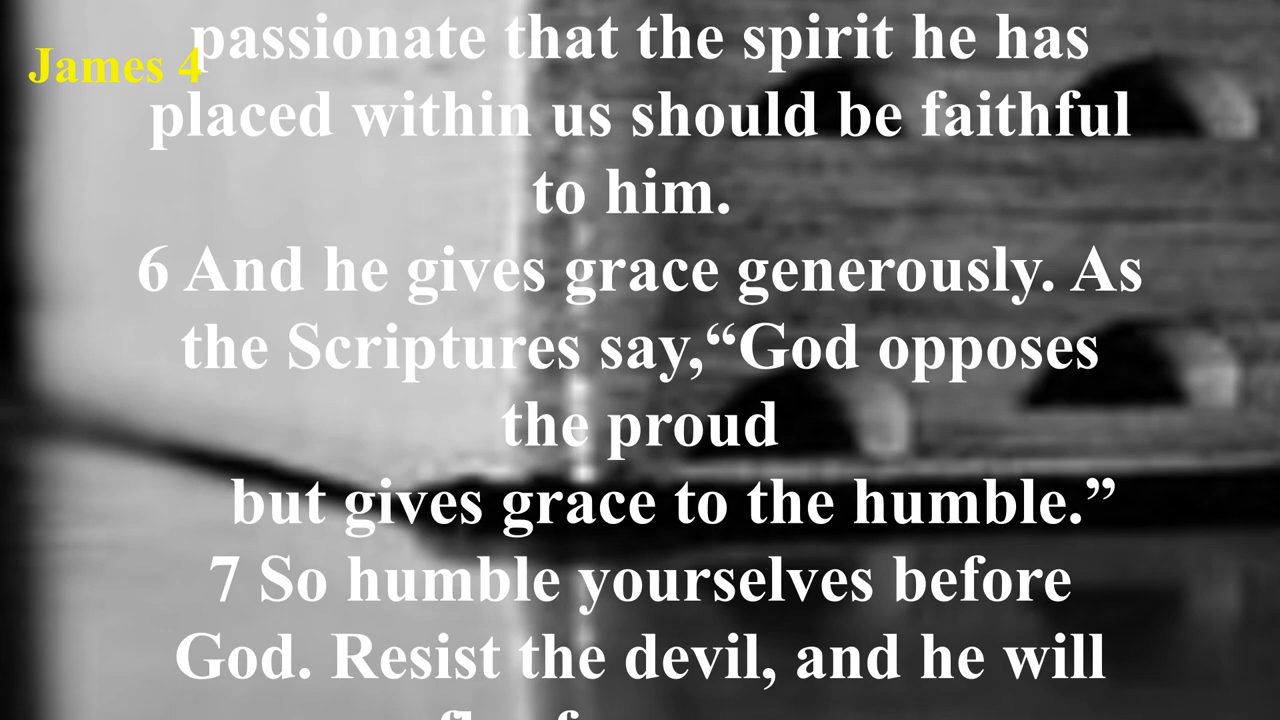 James 4
passionate that the spirit he has
placed within us should be faithful
to him.
6 And he gives grace generously. As
the Scriptures say,“God opposes
the proud
but gives grace to the humble.”
7 So humble yourselves before
God. Resist the devil, and he will